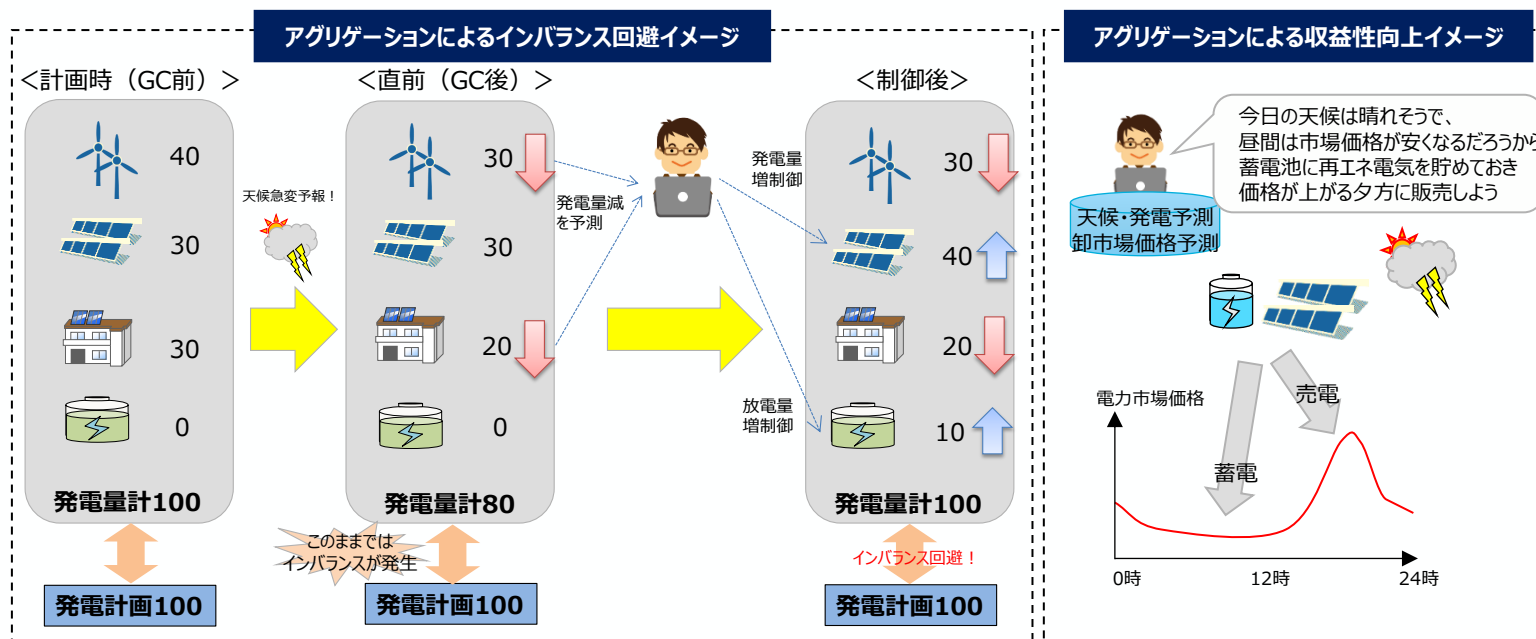 アグリゲーションによるインバランス回避イメージ
＜計画時（GC前）＞
40
30
30
0
発電量計100
発電計画100
天候急変予報！
＜直前（GC後）＞
30
30
20
0
発電量計80
このままでは
インバランスが発生
発電計画100
発電量減
を予測
発電量
増制御
放電量
増制御
＜制御後＞
30
40
20
10
発電量計100
インバランス回避！
発電計画100
アグリゲーションによる収益性向上イメージ
今日の天候は晴れそうで、
昼間は市場価格が安くなるだろうから
蓄電池に再エネ電気を貯めておき
価格が上がる夕方に販売しよう
天候・発電予測
卸市場価格予測
電力市場価格
売電
蓄電
0時
12時
24時